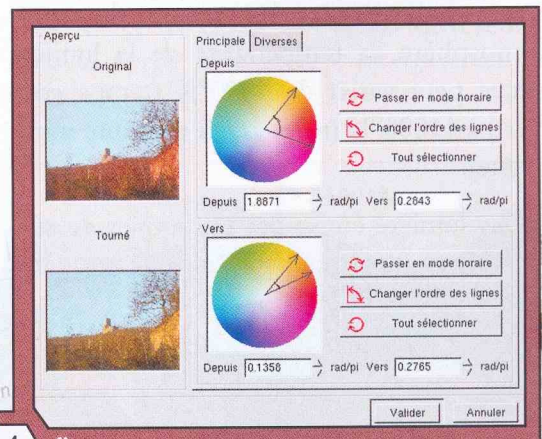 Aperçu
Original
Tourné
Principale
Diverses
Depuis
Passer en mode horaire
Changer l'ordre des lignes
Tout sélectionner
Depuis 1.8871 rad/pi Vers 0.2843 rad/pi
Vers
Passer en mode horaire
Changer l'ordre des lignes
Tout sélectionner
Depuis 0.1358 rad/pi Vers 0.2765 rad/pi
Valider
Annuler